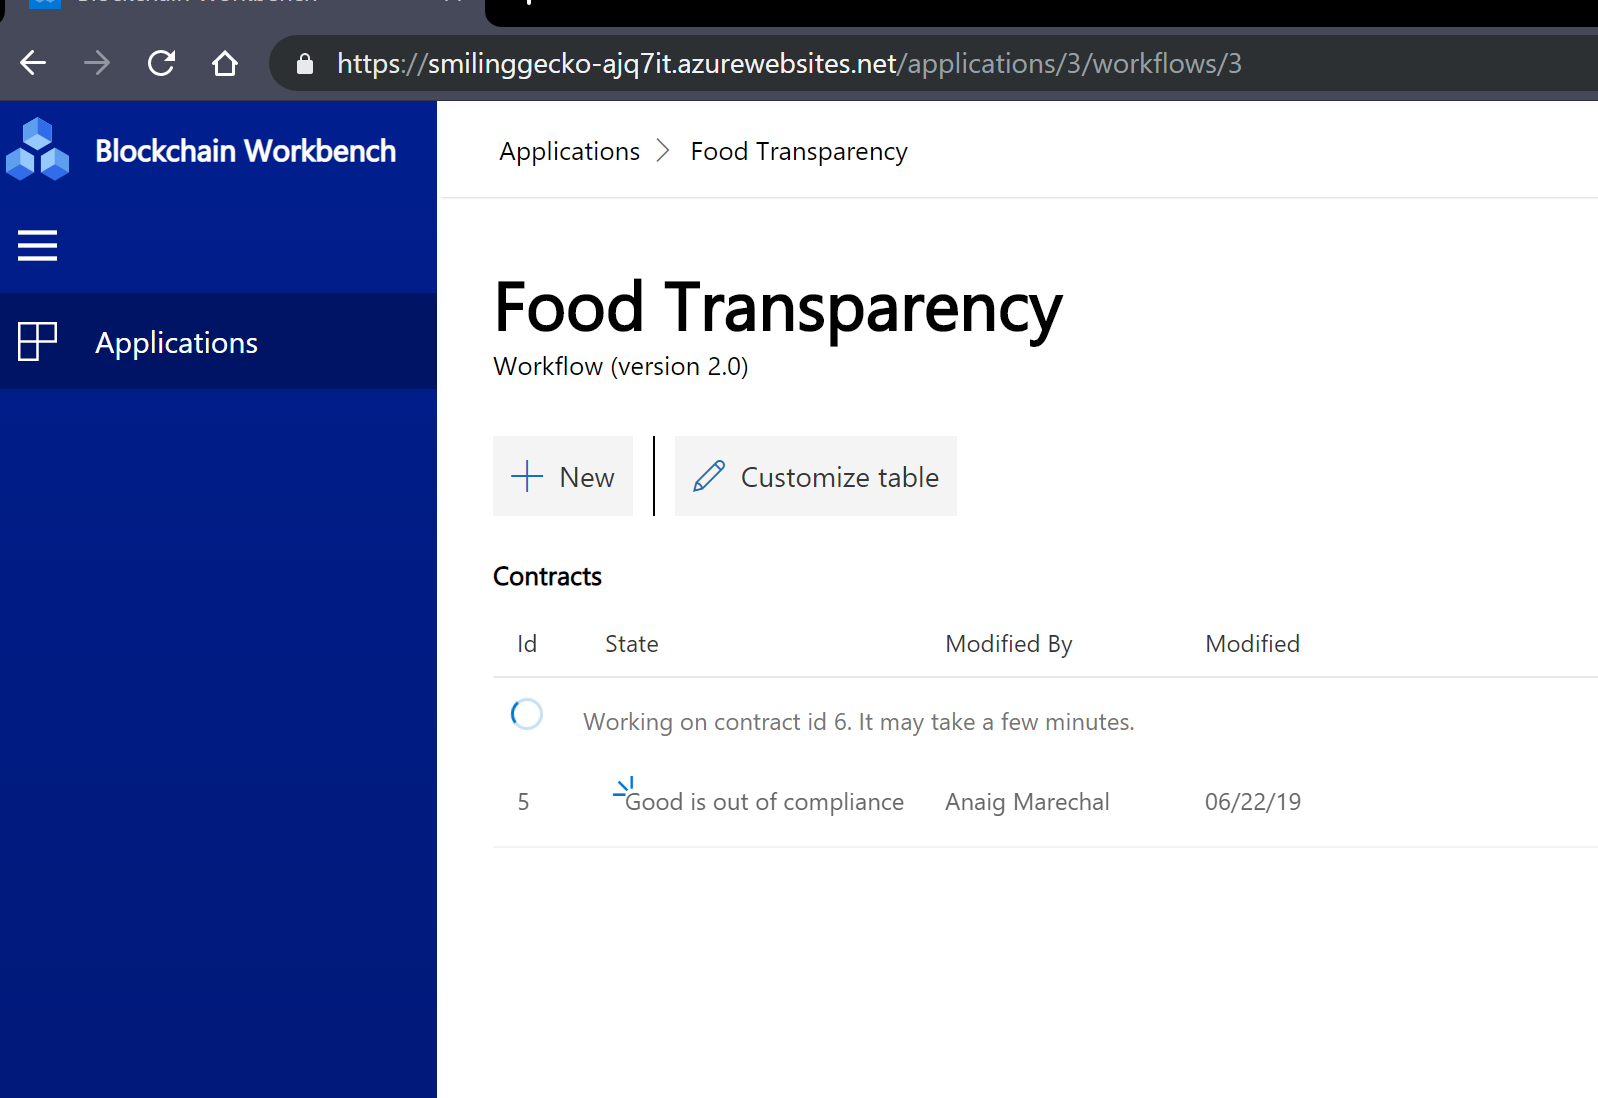 https://smilinggecko-ajq7it.azurewebsites.net/applications/3/workflows/3
Blockchain Workbench
Applications
Applications > Food Transparency
Food Transparency
Workflow (version 2.0)
New
Customize table
Contracts
Id State Modified By Modified
Working on contract id 6. It may take a few minutes.
5 Good is out of compliance Anaig Marechal 06/22/19